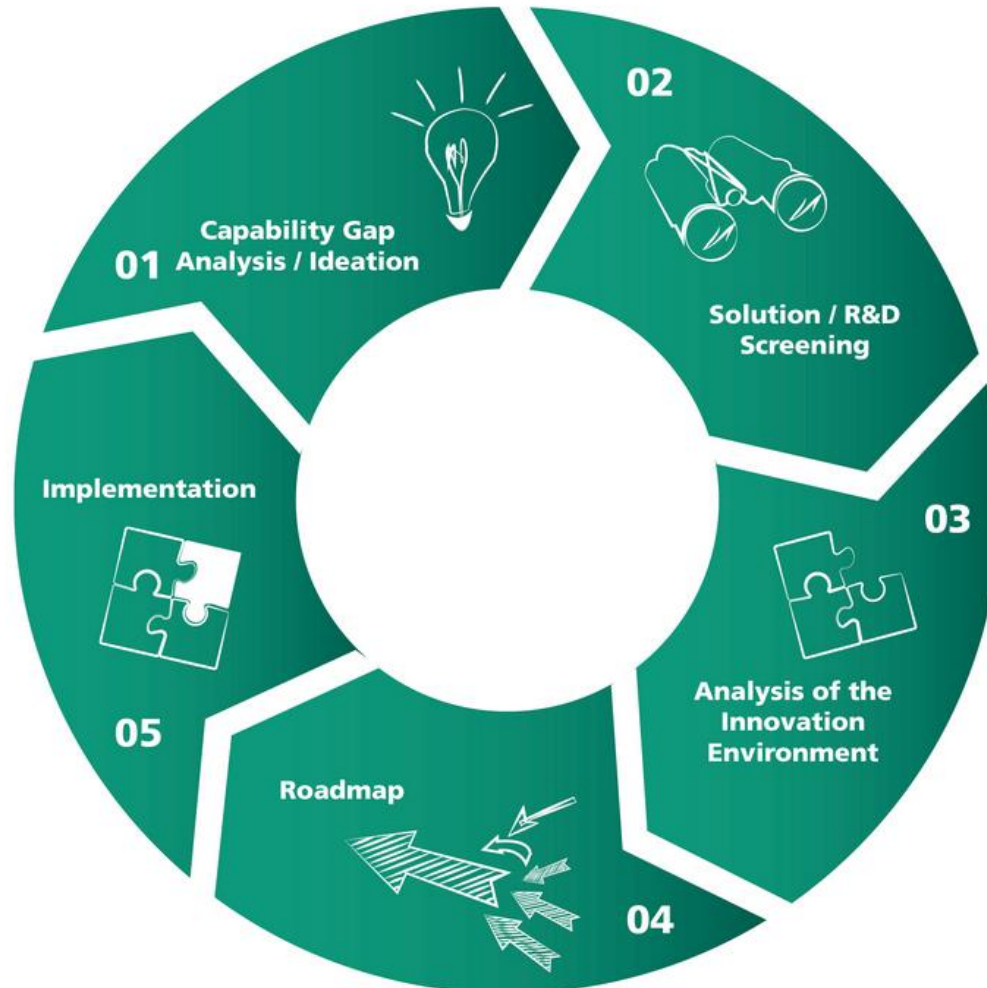 01
Capability Gap
Analysis / Ideation
02
Solution / R&D
Screening
03
Analysis of the
Innovation
Environment
04
Roadmap
05
Implementation